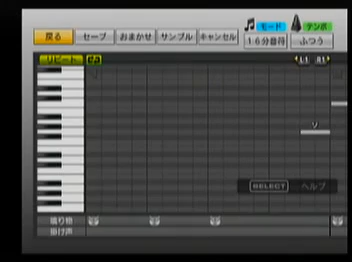 モード テンポ
戻る セーブ おまかせ サンプル キャンセル 16分音符 ふつう
リピート L1 R1
SELECT ヘルプ
鳴り物
掛け声